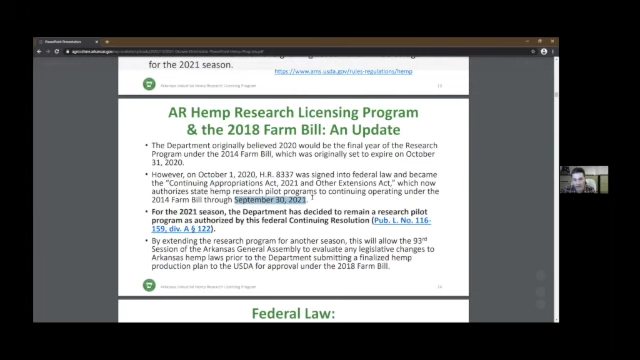 PowerPoint Presentation
for the 2021 season.
https://www.ams.usda.gov/rules-regulations/hemp
Arkansas Industrial Hemp Research Licensing Program
13
AR Hemp Research Licensing Program
& the 2018 Farm Bill: An Update
• The Department originally believed 2020 would be the final year of the Research
Program under the 2014 Farm Bill, which was originally set to expire on October
31, 2020.
• However, on October 1, 2020, H.R. 8337 was signed into federal law and became
the "Continuing Appropriations Act, 2021 and Other Extensions Act," which now
authorizes state hemp research pilot programs to continuing operating under the
2014 Farm Bill through September 30, 2021.
• For the 2021 season, the Department has decided to remain a research pilot
program as authorized by this federal Continuing Resolution (Pub. L. No. 116-
159, div. A § 122).
• By extending the research program for another season, this will allow the 93rd
Session of the Arkansas General Assembly to evaluate any legislative changes to
Arkansas hemp laws prior to the Department submitting a finalized hemp
production plan to the USDA for approval under the 2018 Farm Bill.
Arkansas Industrial Hemp Research Licensing Program
14
Federal Law: